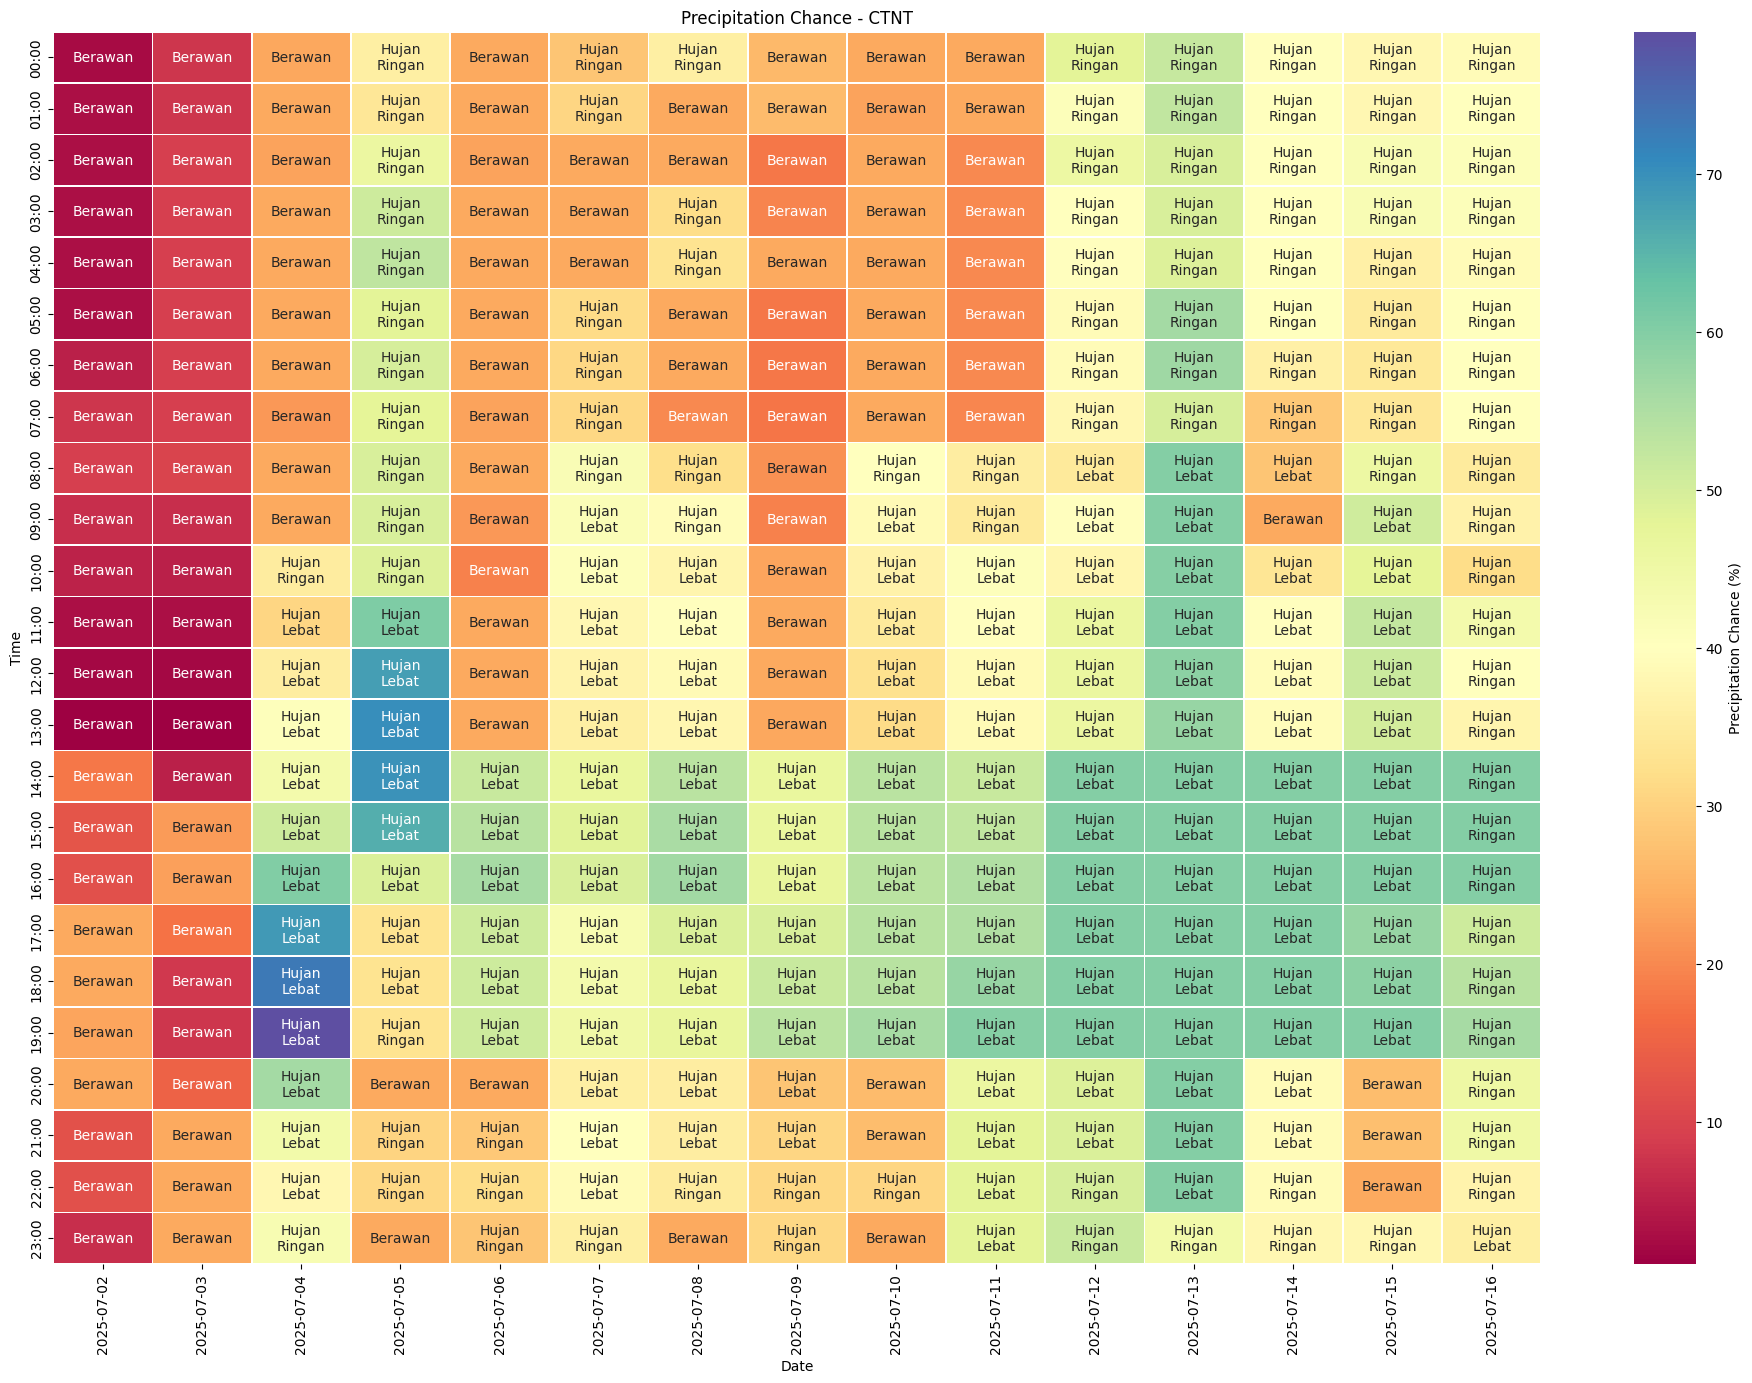 Precipitation Chance - CTNT
00:00 Berawan Berawan Berawan Hujan Ringan Berawan Hujan Ringan Hujan Ringan Berawan Berawan Berawan Hujan Ringan Hujan Ringan Hujan Ringan Hujan Ringan Hujan Ringan
01:00 Berawan Berawan Berawan Hujan Ringan Berawan Hujan Ringan Berawan Berawan Berawan Berawan Hujan Ringan Hujan Ringan Hujan Ringan Hujan Ringan Hujan Ringan
02:00 Berawan Berawan Berawan Hujan Ringan Berawan Berawan Berawan Berawan Berawan Berawan Hujan Ringan Hujan Ringan Hujan Ringan Hujan Ringan Hujan Ringan
03:00 Berawan Berawan Berawan Hujan Ringan Berawan Berawan Hujan Ringan Berawan Berawan Berawan Hujan Ringan Hujan Ringan Hujan Ringan Hujan Ringan Hujan Ringan
04:00 Berawan Berawan Berawan Hujan Ringan Berawan Berawan Hujan Ringan Berawan Berawan Berawan Hujan Ringan Hujan Ringan Hujan Ringan Hujan Ringan Hujan Ringan
05:00 Berawan Berawan Berawan Hujan Ringan Berawan Hujan Ringan Berawan Berawan Berawan Berawan Hujan Ringan Hujan Ringan Hujan Ringan Hujan Ringan Hujan Ringan
06:00 Berawan Berawan Berawan Hujan Ringan Berawan Hujan Ringan Berawan Berawan Berawan Berawan Hujan Ringan Hujan Ringan Hujan Ringan Hujan Ringan Hujan Ringan
07:00 Berawan Berawan Berawan Hujan Ringan Berawan Hujan Ringan Berawan Berawan Berawan Berawan Hujan Ringan Hujan Ringan Hujan Ringan Hujan Ringan Hujan Ringan
08:00 Berawan Berawan Berawan Hujan Ringan Berawan Hujan Ringan Hujan Ringan Berawan Hujan Ringan Hujan Ringan Hujan Lebat Hujan Lebat Hujan Lebat Hujan Ringan Hujan Ringan
09:00 Berawan Berawan Berawan Hujan Ringan Berawan Hujan Lebat Hujan Ringan Berawan Hujan Lebat Hujan Ringan Hujan Lebat Hujan Lebat Berawan Hujan Lebat Hujan Ringan
10:00 Berawan Berawan Hujan Ringan Hujan Ringan Berawan Hujan Lebat Hujan Lebat Berawan Hujan Lebat Hujan Lebat Hujan Lebat Hujan Lebat Hujan Lebat Hujan Lebat Hujan Ringan
11:00 Berawan Berawan Hujan Lebat Hujan Lebat Berawan Hujan Lebat Hujan Lebat Berawan Hujan Lebat Hujan Lebat Hujan Lebat Hujan Lebat Hujan Lebat Hujan Lebat Hujan Ringan
12:00 Berawan Berawan Hujan Lebat Hujan Lebat Berawan Hujan Lebat Hujan Lebat Berawan Hujan Lebat Hujan Lebat Hujan Lebat Hujan Lebat Hujan Lebat Hujan Lebat Hujan Ringan
13:00 Berawan Berawan Hujan Lebat Hujan Lebat Berawan Hujan Lebat Hujan Lebat Berawan Hujan Lebat Hujan Lebat Hujan Lebat Hujan Lebat Hujan Lebat Hujan Lebat Hujan Ringan
14:00 Berawan Berawan Hujan Lebat Hujan Lebat Hujan Lebat Hujan Lebat Hujan Lebat Hujan Lebat Hujan Lebat Hujan Lebat Hujan Lebat Hujan Lebat Hujan Lebat Hujan Lebat Hujan Ringan
15:00 Berawan Berawan Hujan Lebat Hujan Lebat Hujan Lebat Hujan Lebat Hujan Lebat Hujan Lebat Hujan Lebat Hujan Lebat Hujan Lebat Hujan Lebat Hujan Lebat Hujan Lebat Hujan Ringan
16:00 Berawan Berawan Hujan Lebat Hujan Lebat Hujan Lebat Hujan Lebat Hujan Lebat Hujan Lebat Hujan Lebat Hujan Lebat Hujan Lebat Hujan Lebat Hujan Lebat Hujan Lebat Hujan Ringan
17:00 Berawan Berawan Hujan Lebat Hujan Lebat Hujan Lebat Hujan Lebat Hujan Lebat Hujan Lebat Hujan Lebat Hujan Lebat Hujan Lebat Hujan Lebat Hujan Lebat Hujan Lebat Hujan Ringan
18:00 Berawan Berawan Hujan Lebat Hujan Lebat Hujan Lebat Hujan Lebat Hujan Lebat Hujan Lebat Hujan Lebat Hujan Lebat Hujan Lebat Hujan Lebat Hujan Lebat Hujan Lebat Hujan Ringan
19:00 Berawan Berawan Hujan Lebat Hujan Ringan Hujan Lebat Hujan Lebat Hujan Lebat Hujan Lebat Hujan Lebat Hujan Lebat Hujan Lebat Hujan Lebat Hujan Lebat Hujan Lebat Hujan Ringan
20:00 Berawan Berawan Hujan Lebat Berawan Berawan Hujan Lebat Hujan Lebat Hujan Lebat Berawan Hujan Lebat Hujan Lebat Hujan Lebat Hujan Lebat Berawan Hujan Ringan
21:00 Berawan Berawan Hujan Lebat Hujan Ringan Hujan Ringan Hujan Lebat Hujan Lebat Hujan Lebat Berawan Hujan Lebat Hujan Lebat Hujan Lebat Hujan Lebat Berawan Hujan Ringan
22:00 Berawan Berawan Hujan Lebat Hujan Ringan Hujan Ringan Hujan Lebat Hujan Ringan Hujan Ringan Hujan Ringan Hujan Lebat Hujan Ringan Hujan Lebat Hujan Ringan Berawan Hujan Ringan
23:00 Berawan Berawan Hujan Ringan Berawan Hujan Ringan Hujan Ringan Berawan Hujan Ringan Berawan Hujan Lebat Hujan Ringan Hujan Ringan Hujan Ringan Hujan Ringan Hujan Lebat
Time
2025-07-02 2025-07-03 2025-07-04 2025-07-05 2025-07-06 2025-07-07 2025-07-08 2025-07-09 2025-07-10 2025-07-11 2025-07-12 2025-07-13 2025-07-14 2025-07-15 2025-07-16
Date
70
60
50
40
30
20
10
Precipitation Chance (%)